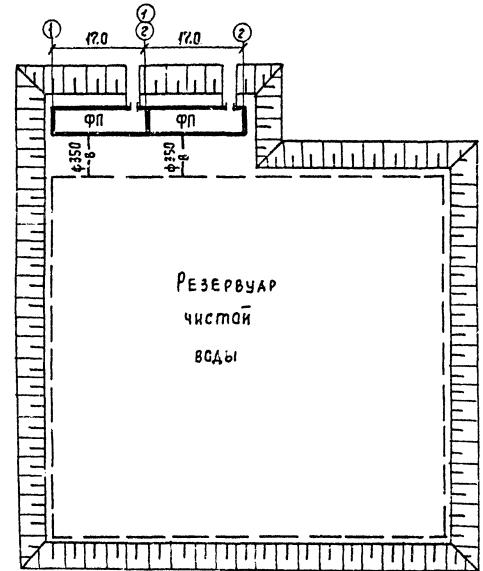 1 1 2 2
17.0 17.0
ФП ФП
ф350 ф350
в в
Резервуар
чистой
воды